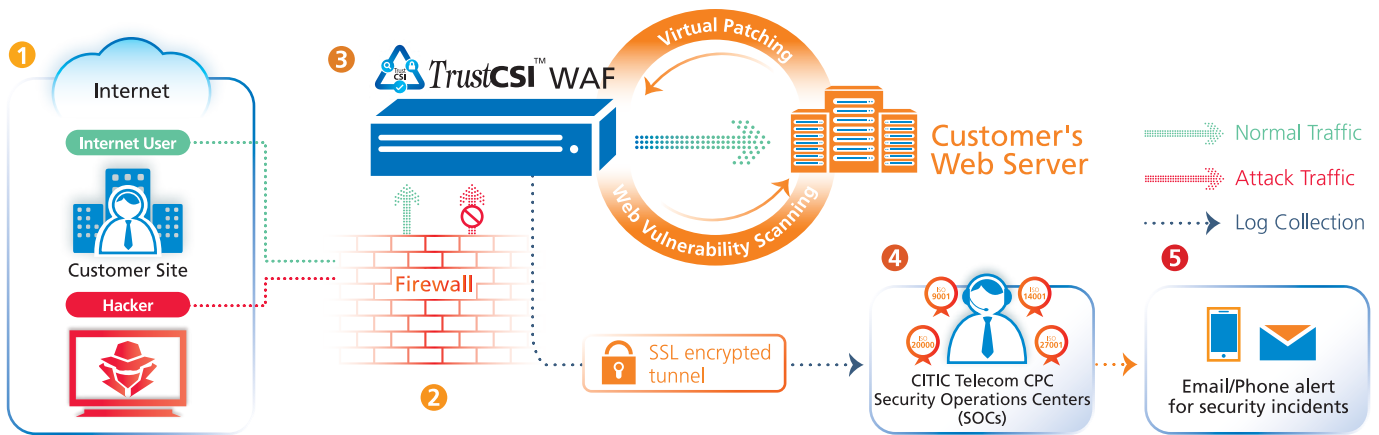 1
Internet
Internet User
Customer Site
Hacker
2
Firewall
3
Trust
CSI
TrustCSI™ WAF
Virtual Patching
Web Vulnerability Scanning
Customer's
Web Server
Normal Traffic
Attack Traffic
Log Collection
SSL encrypted
tunnel
4
ISO
9001
ISO
14001
ISO
20000
ISO
27001
CITIC Telecom CPC
Security Operations Centers
(SOCs)
5
Email/Phone alert
for security incidents